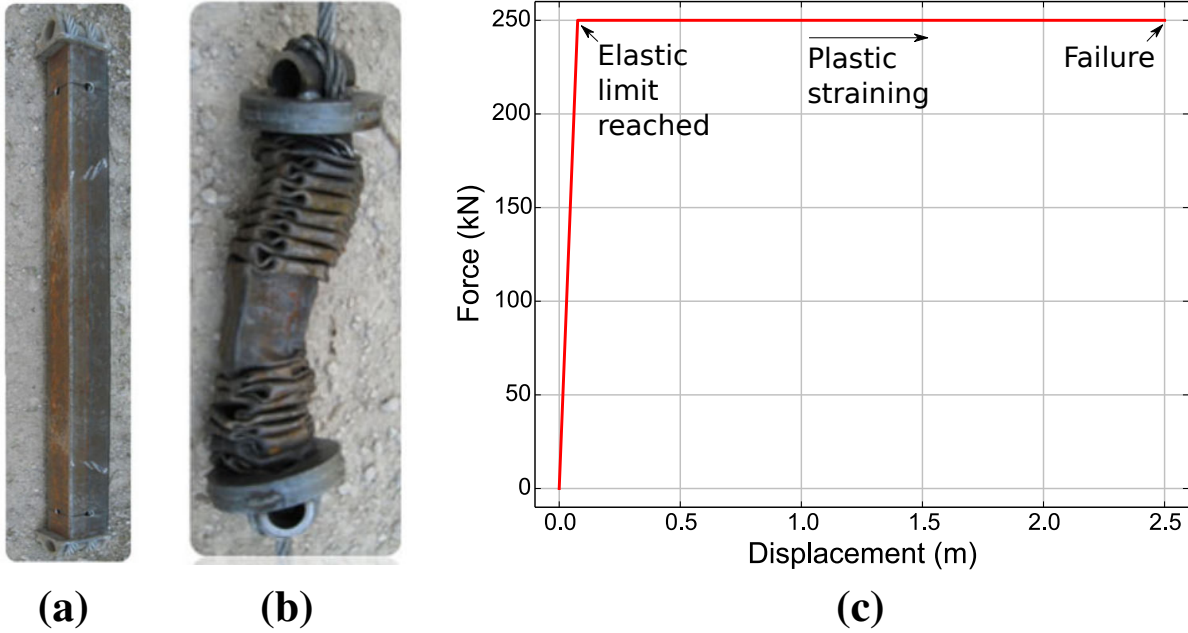 250
200
150
100
50
0
Force (kN)
Elastic
limit
reached
Plastic
straining
Failure
0.0 0.5 1.0 1.5 2.0 2.5
Displacement (m)
(a) (b) (c)